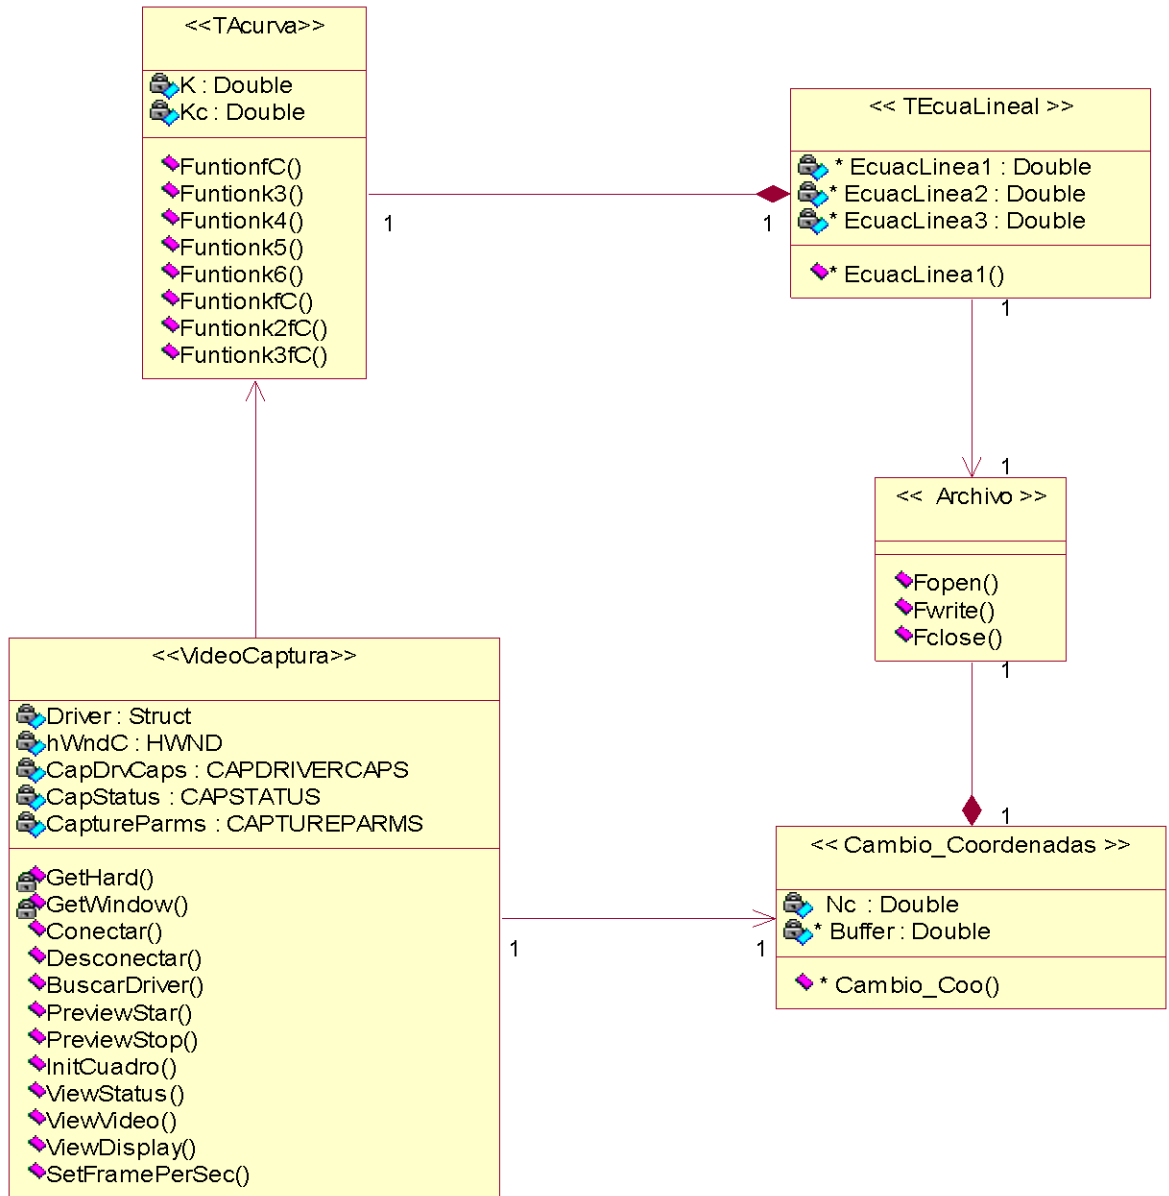 <<TAcurva>>
K : Double
Kc : Double
FuntionfC()
Funtionk3()
Funtionk4()
Funtionk5()
Funtionk6()
FuntionkfC()
Funtionk2fC()
Funtionk3fC()
1
1
<< TEcuaLineal >>
* EcuacLinea1 : Double
* EcuacLinea2 : Double
* EcuacLinea3 : Double
* EcuacLinea1()
1
1
<< Archivo >>
Fopen()
Fwrite()
Fclose()
1
1
<<VideoCaptura>>
Driver : Struct
hWndC : HWND
CapDrvCaps : CAPDRIVERCAPS
CapStatus : CAPSTATUS
CaptureParms : CAPTUREPARMS
GetHard()
GetWindow()
Conectar()
Desconectar()
BuscarDriver()
PreviewStar()
PreviewStop()
InitCuadro()
ViewStatus()
ViewVideo()
ViewDisplay()
SetFramePerSec()
1
1
<< Cambio_Coordenadas >>
Nc : Double
* Buffer : Double
* Cambio_Coo()